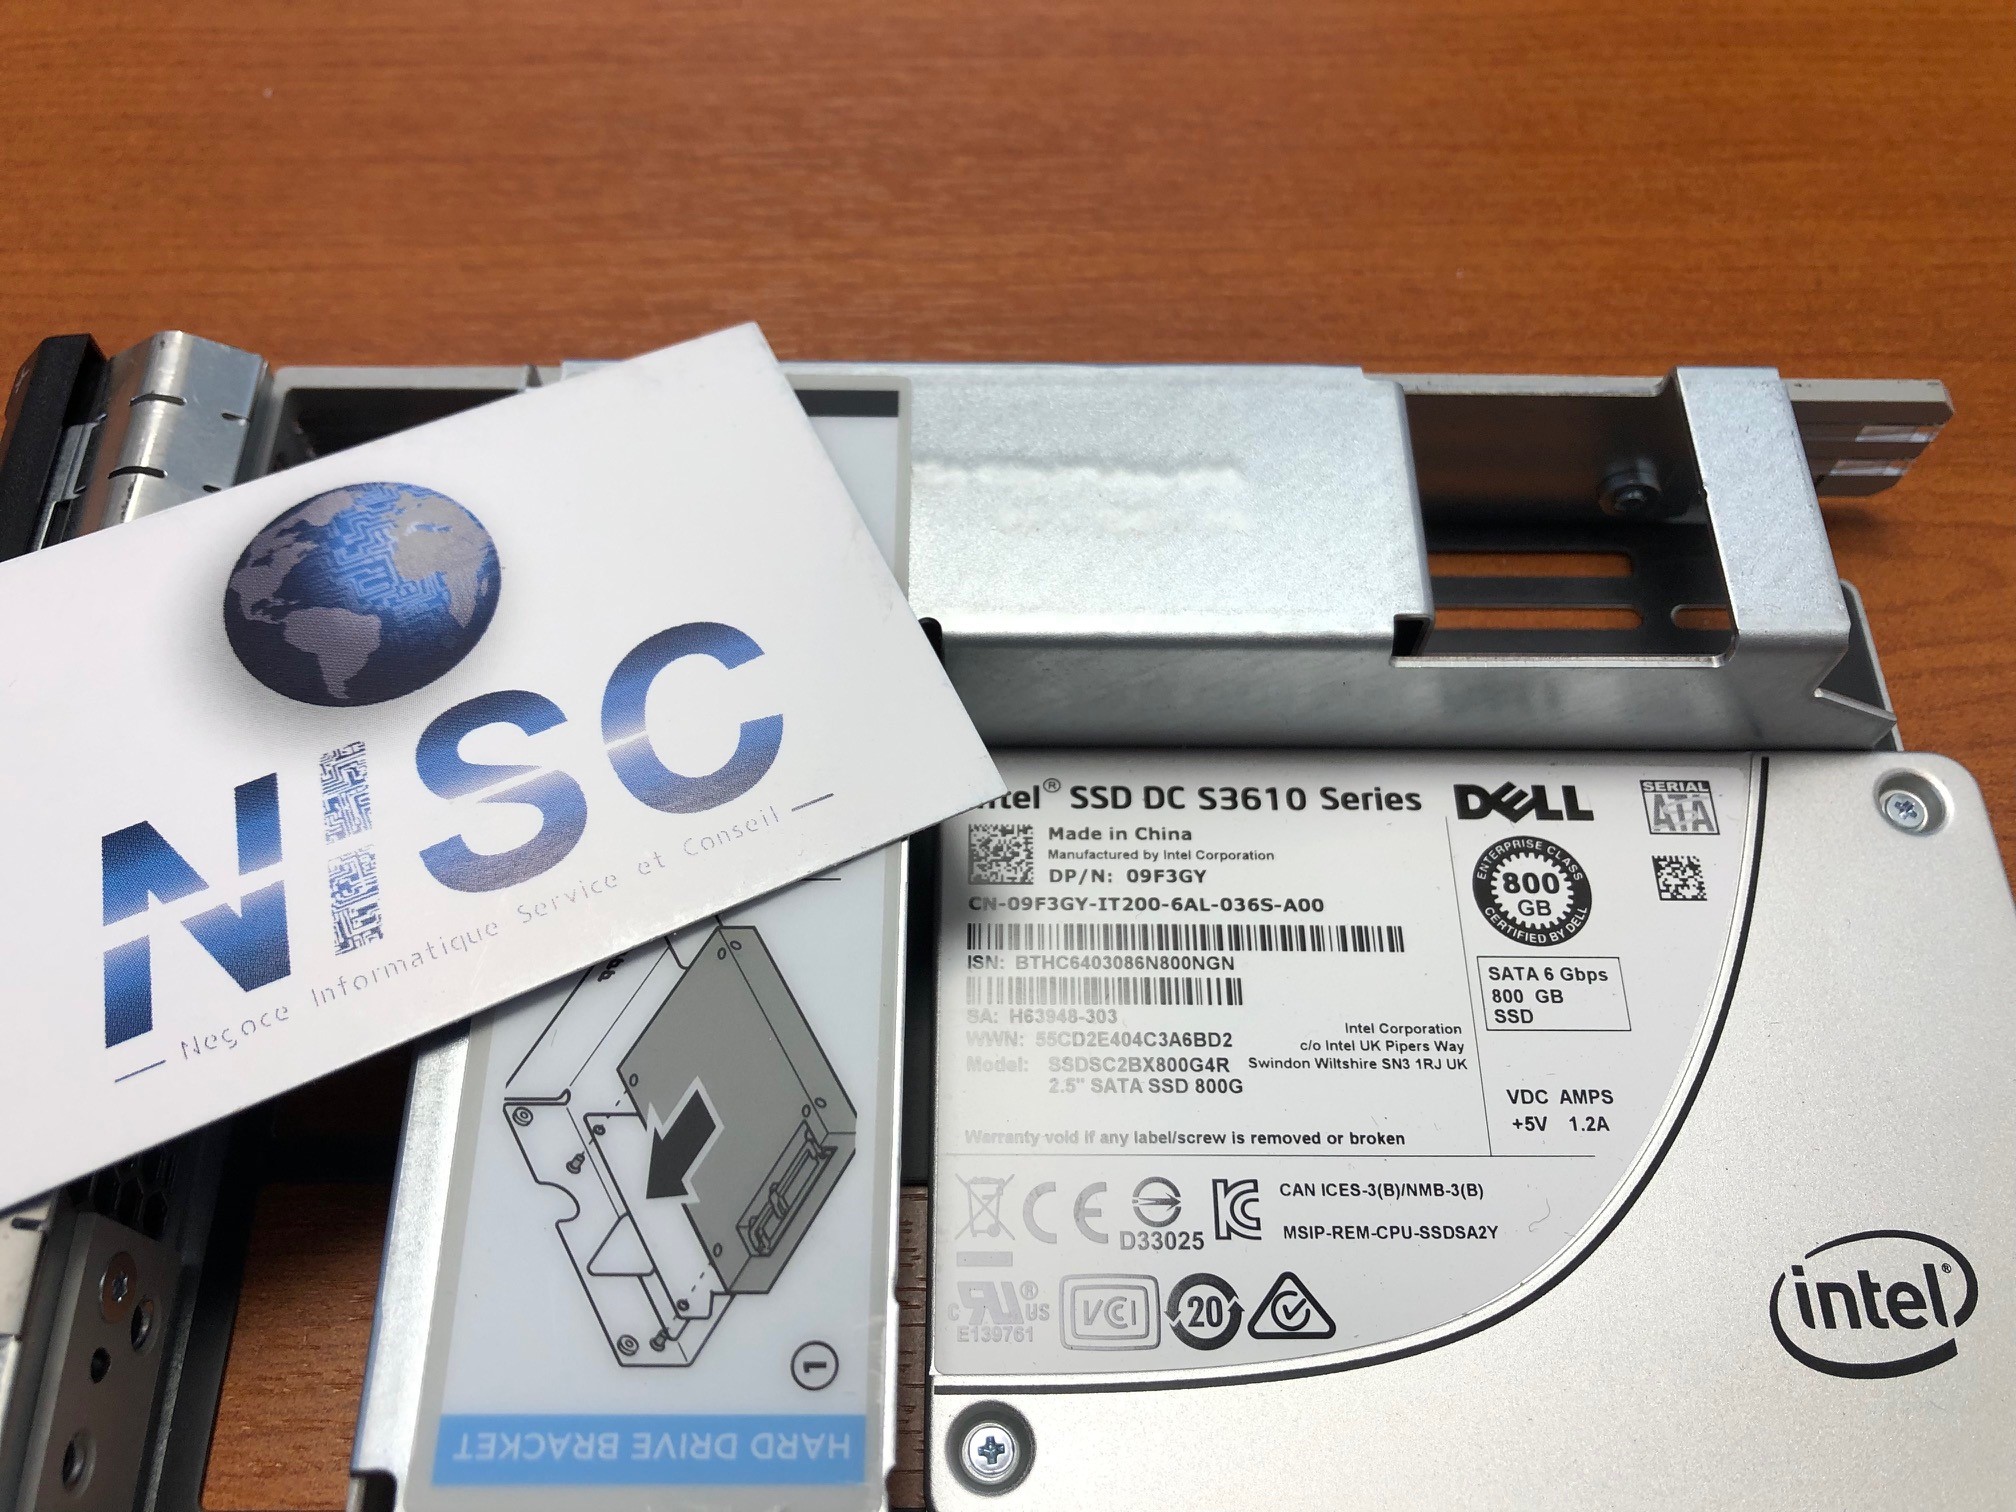 NISC
Negoce Informatique Service et Conseil
ntel® SSD DC S3610 Series
DELL
SERIAL
ATA
Made in China
Manufactured by Intel Corporation
DP/N: 09F3GY
CN-09F3GY-IT200-6AL-036S-A00
ISN: BTHC6403086N800NGN
SA: H63948-303
WWN: 55CD2E404C3A6BD2
Model: SSDSC2BX800G4R
2.5" SATA SSD 800G
Intel Corporation
c/o Intel UK Pipers Way
Swindon Wiltshire SN3 1RJ UK
Warranty void if any label/screw is removed or broken
ENTERPRISE CLASS
800
GB
CERTIFIED BY DELL
SATA 6 Gbps
800 GB
SSD
VDC AMPS
+5V 1.2A
CE
D33025
CAN ICES-3(B)/NMB-3(B)
MSIP-REM-CPU-SSDSA2Y
C UL ® US
E139761
VCI
20
intel®
1
HARD DRIVE BRACKET